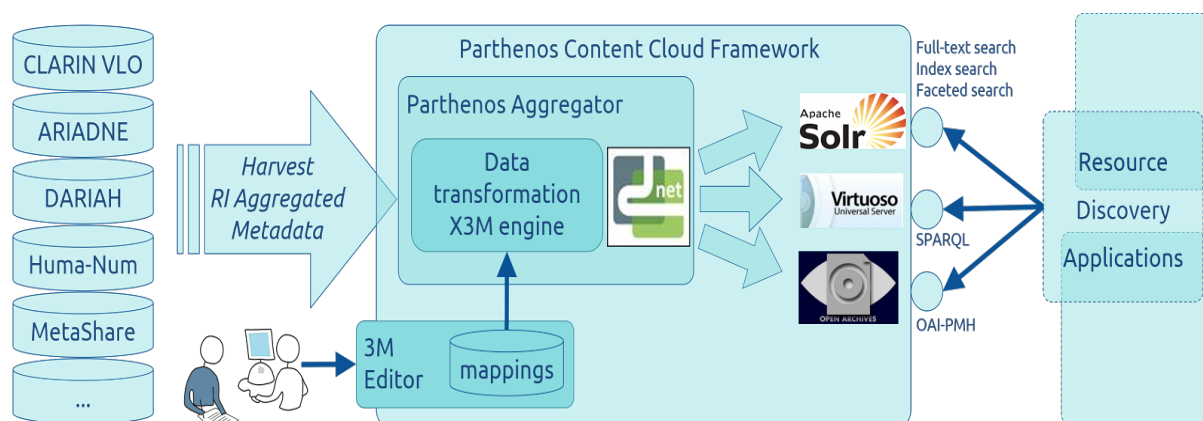 CLARIN VLO
ARIADNE
DARIAH
Huma-Num
MetaShare
...
Harvest
RI Aggregated
Metadata
Parthenos Content Cloud Framework
Parthenos Aggregator
Data
transformation
X3M engine
d
net
3M
Editor
mappings
Apache
Solr
Virtuoso
Universal Server
OPEN ARCHIVES
Full-text search
Index search
Faceted search
SPARQL
OAI-PMH
Resource
Discovery
Applications